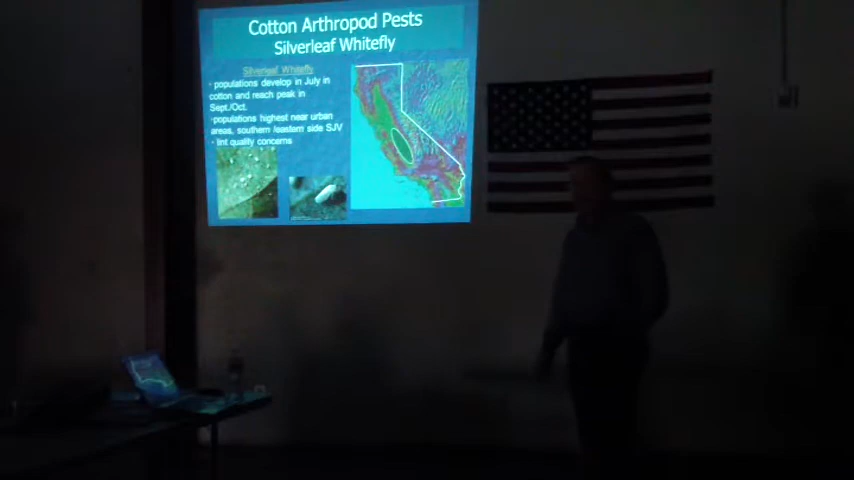 Cotton Arthropod Pests
Silverleaf Whitefly
Silverleaf Whitefly
· populations develop in July in
cotton and reach peak in
Sept./Oct.
·populations highest near urban
areas, southern /eastern side SJV
· lint quality concerns